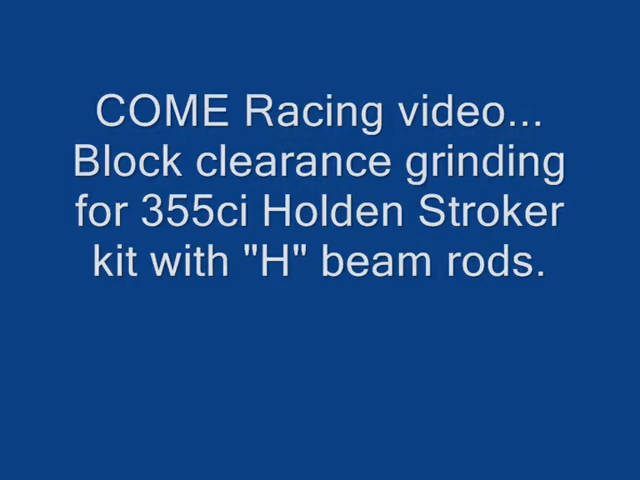 COME Racing video...
Block clearance grinding
for 355ci Holden Stroker
kit with "H" beam rods.